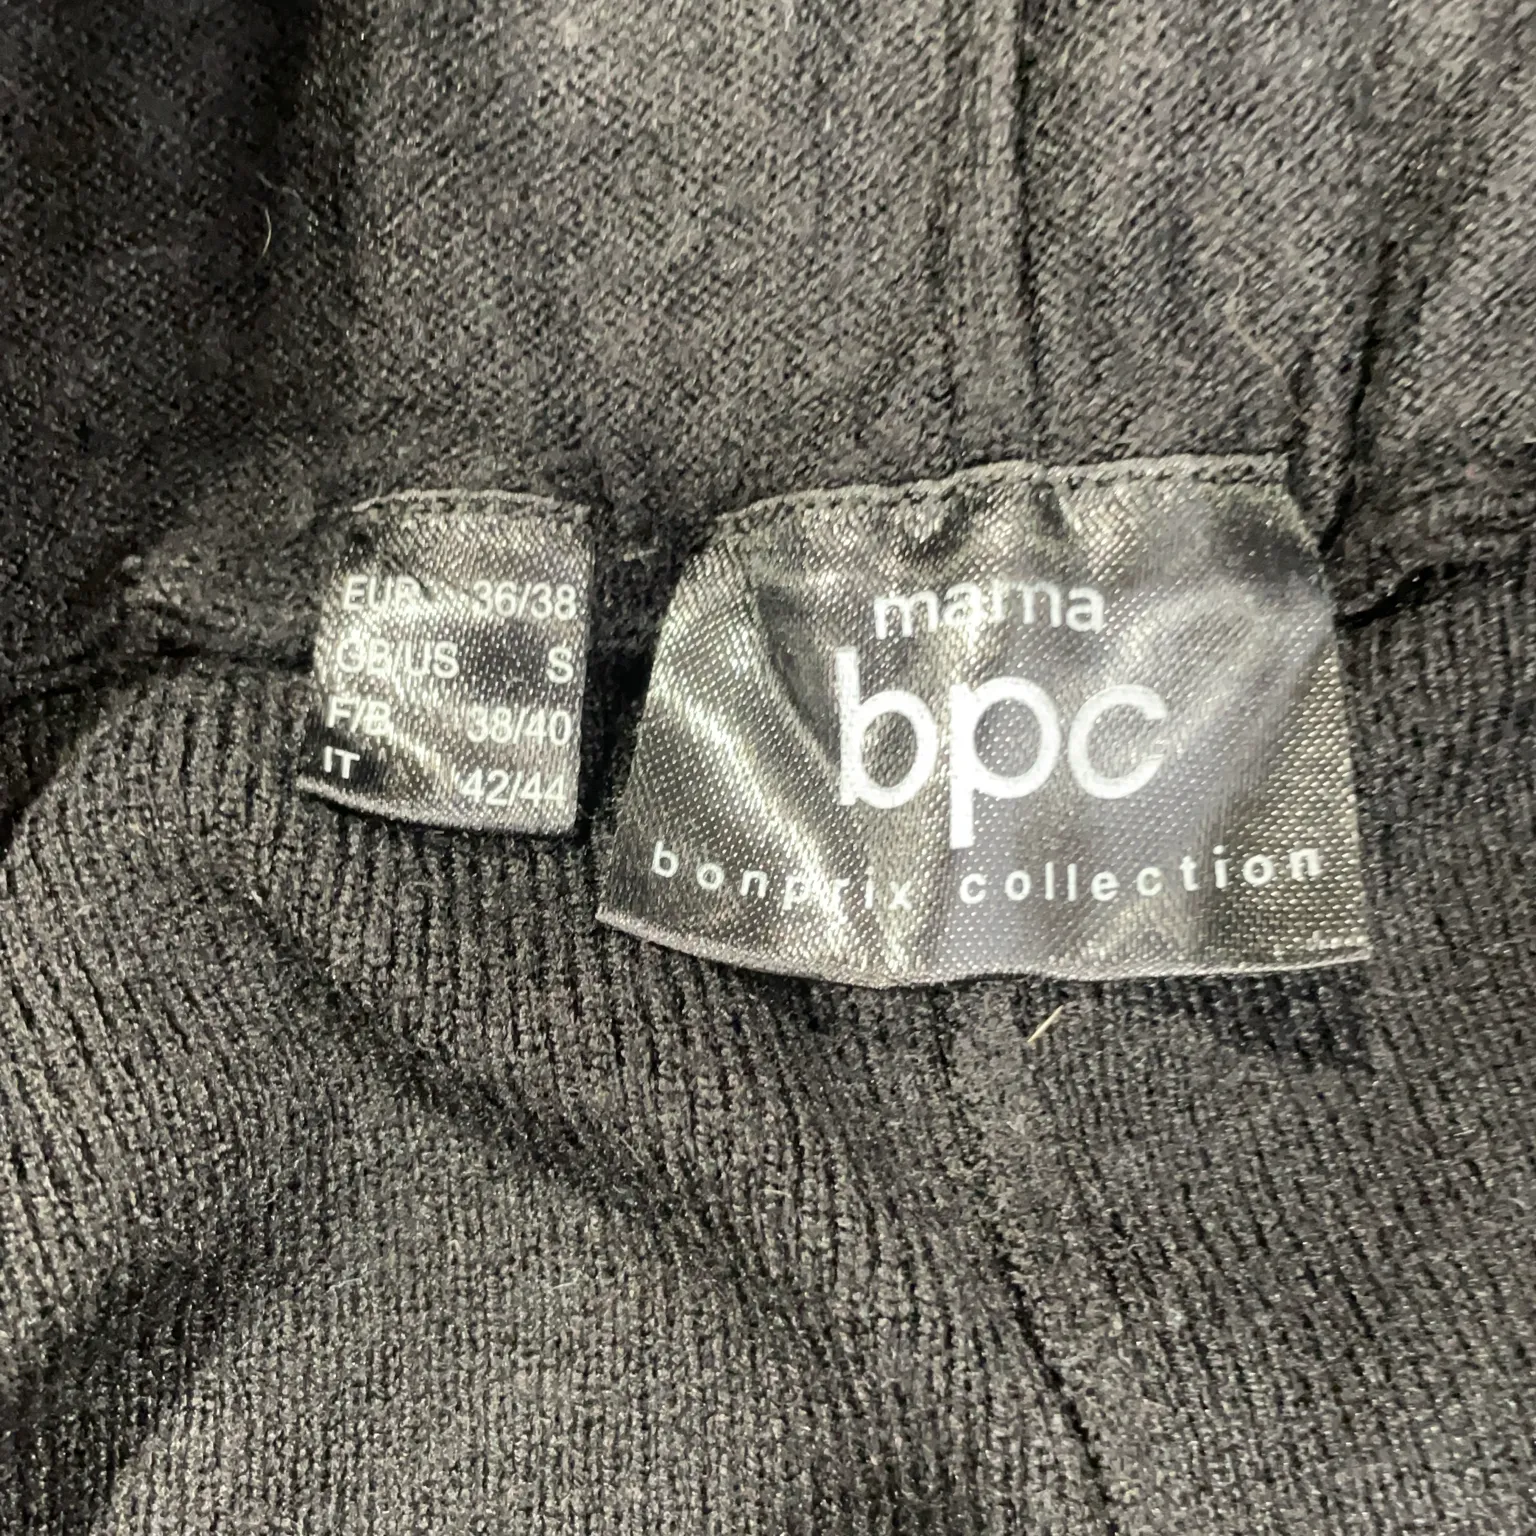 EUR 36/38
GB/US S
F/B 38/40
IT 42/44
mama
bpc
bonprix collection